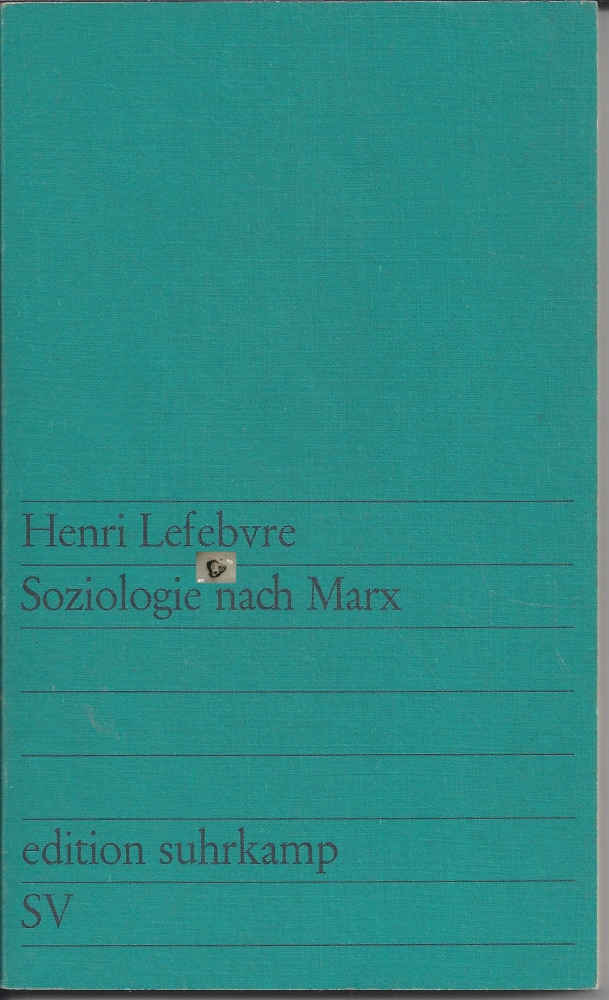 Henri Lefebvre
Soziologie nach Marx
edition suhrkamp
SV